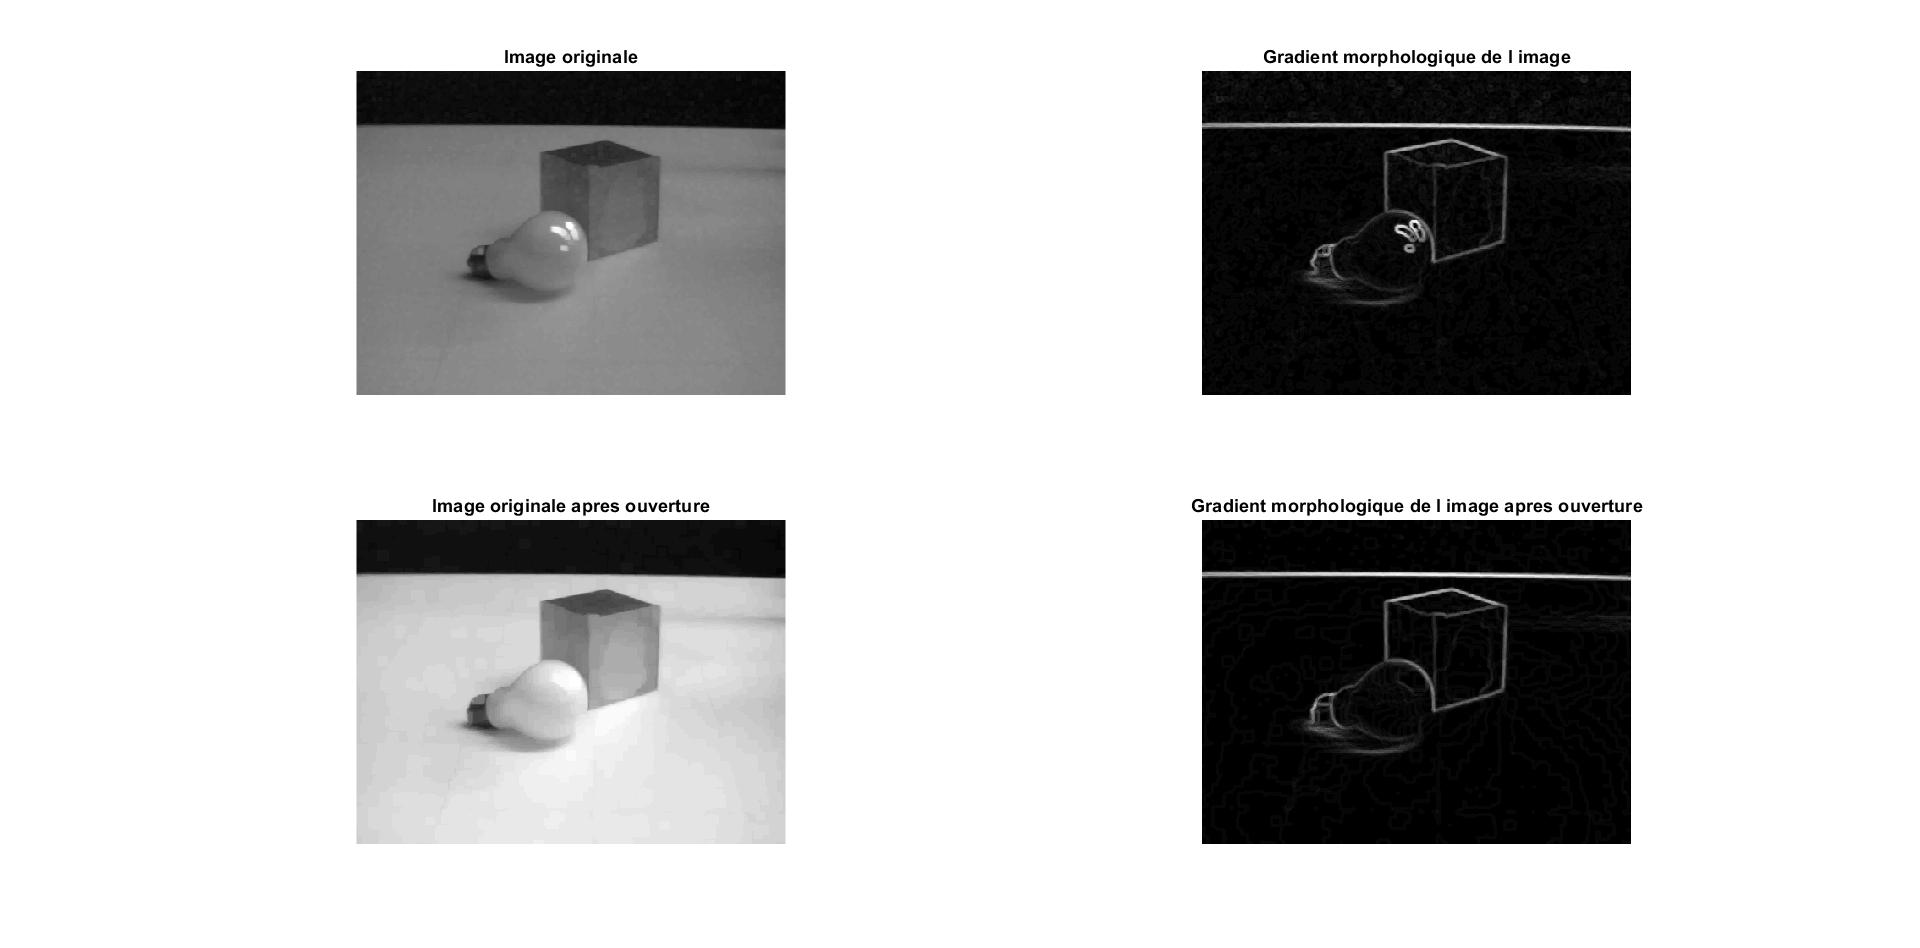 Image originale
Gradient morphologique de l image
Image originale apres ouverture
Gradient morphologique de l image apres ouverture